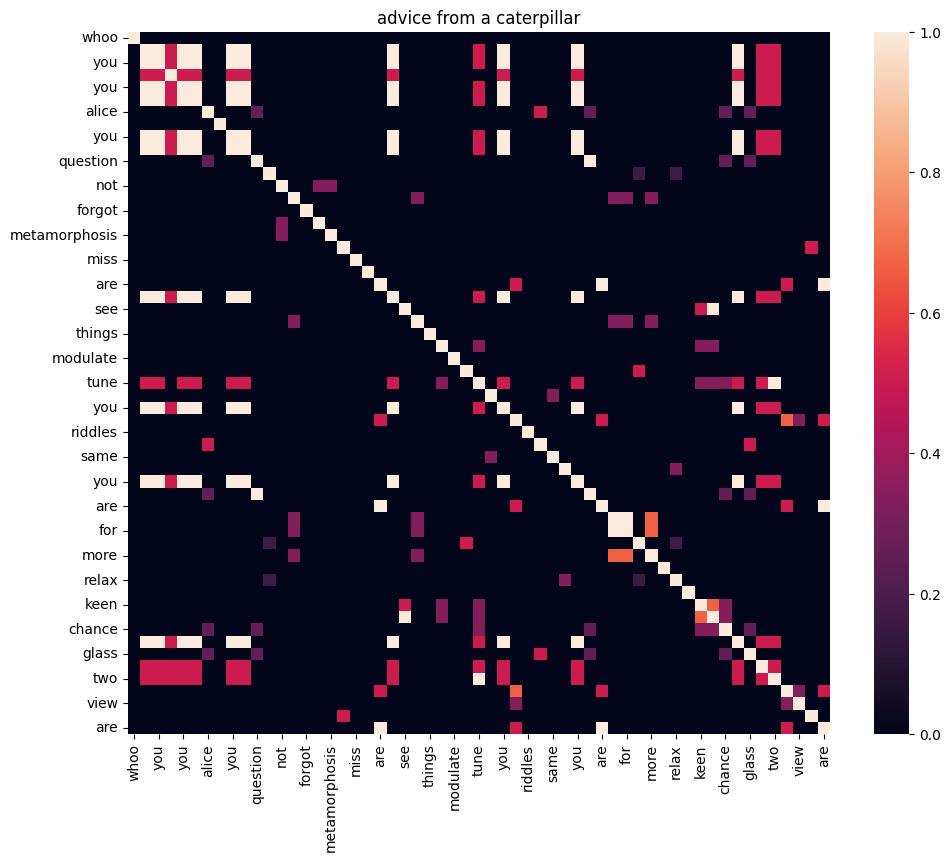 advice from a caterpillar
whoo
you
you
alice
you
question
not
forgot
metamorphosis
miss
are
see
things
modulate
tune
you
riddles
same
you
are
for
more
relax
keen
chance
glass
two
view
are
1.0
0.8
0.6
0.4
0.2
0.0
whoo
you
you
alice
you
question
not
forgot
metamorphosis
miss
are
see
things
modulate
tune
you
riddles
same
you
are
for
more
relax
keen
chance
glass
two
view
are